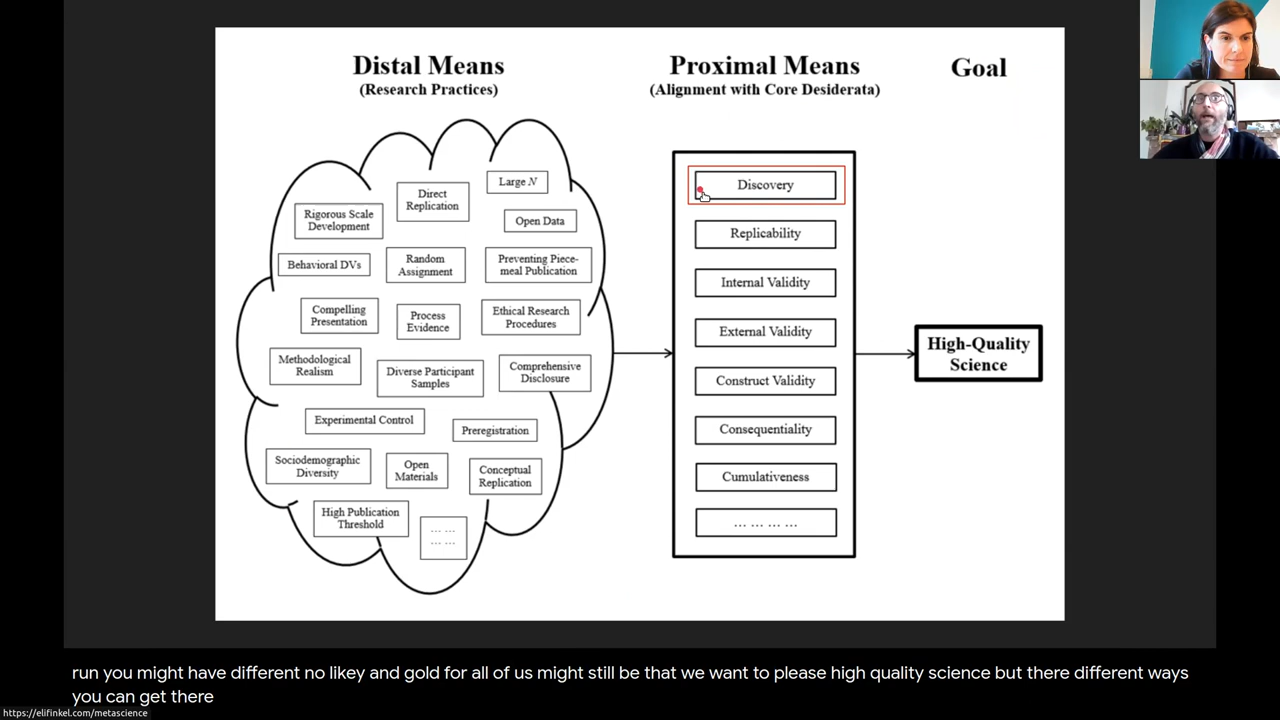 Distal Means
(Research Practices)
Proximal Means
(Alignment with Core Desiderata)
Goal
Large N
Direct
Replication
Rigorous Scale
Development
Open Data
Behavioral DVs
Random
Assignment
Preventing Piece-
meal Publication
Compelling
Presentation
Process
Evidence
Ethical Research
Procedures
Methodological
Realism
Diverse Participant
Samples
Comprehensive
Disclosure
Experimental Control
Preregistration
Sociodemographic
Diversity
Open
Materials
Conceptual
Replication
High Publication
Threshold
... ...
... ...
Discovery
Replicability
Internal Validity
External Validity
Construct Validity
Consequentiality
Cumulativeness
... ... ... ...
High-Quality
Science
run you might have different no likey and gold for all of us might still be that we want to please high quality science but there different ways
you can get there
https://elifinkel.com/metascience